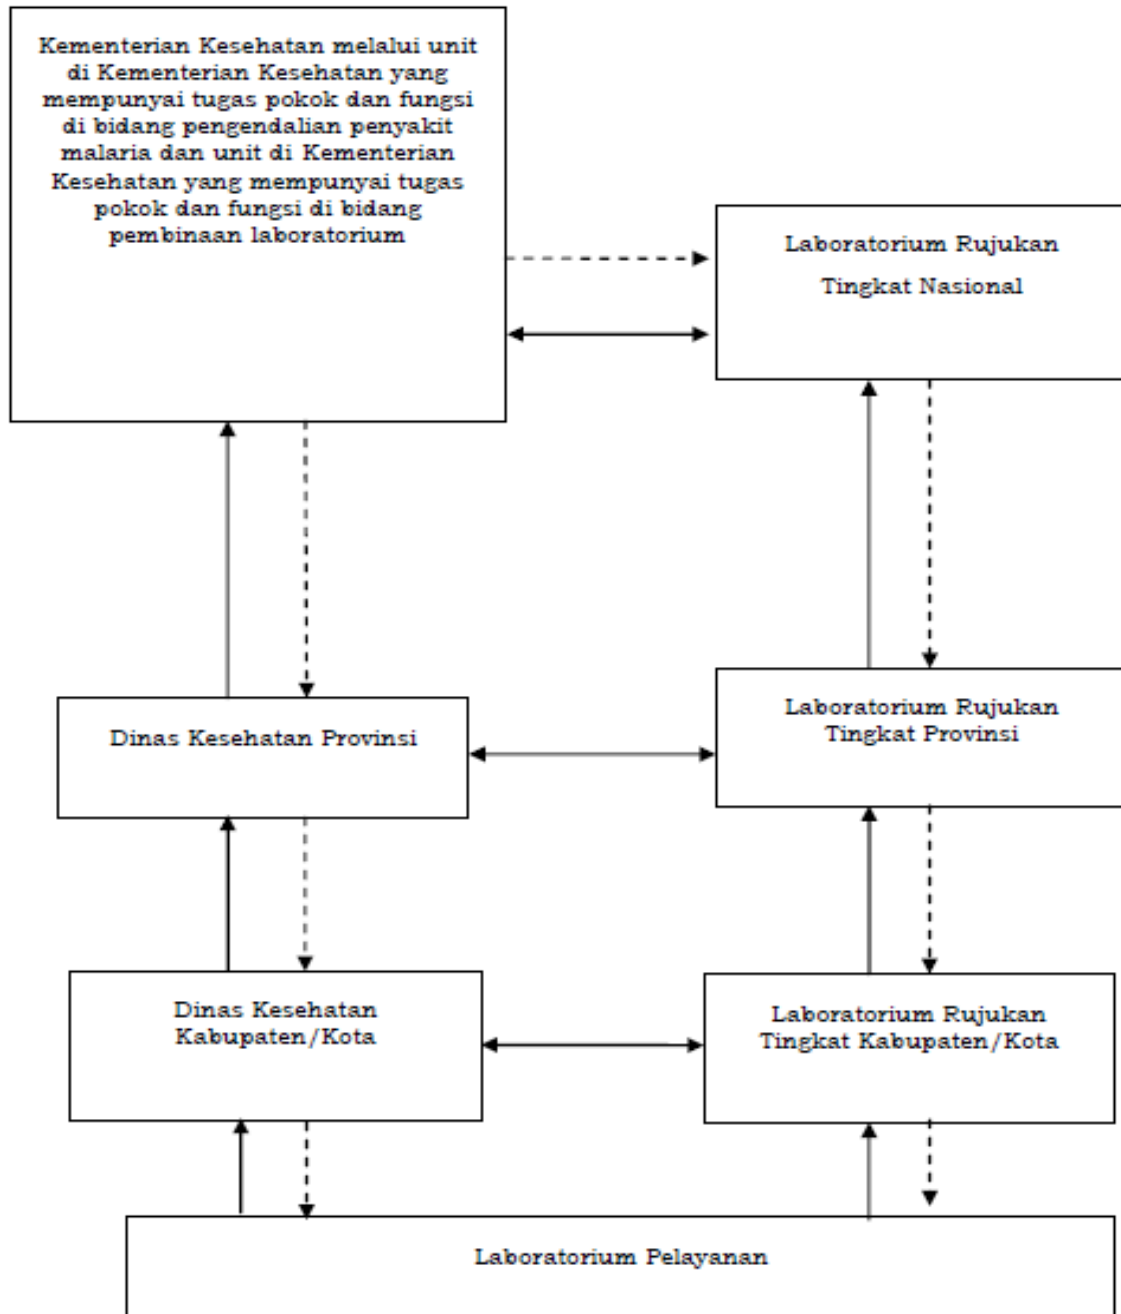 Kementerian Kesehatan melalui unit
di Kementerian Kesehatan yang
mempunyai tugas pokok dan fungsi
di bidang pengendalian penyakit
malaria dan unit di Kementerian
Kesehatan yang mempunyai tugas
pokok dan fungsi di bidang
pembinaan laboratorium
Laboratorium Rujukan
Tingkat Nasional
Dinas Kesehatan Provinsi
Laboratorium Rujukan
Tingkat Provinsi
Dinas Kesehatan
Kabupaten/Kota
Laboratorium Rujukan
Tingkat Kabupaten/Kota
Laboratorium Pelayanan